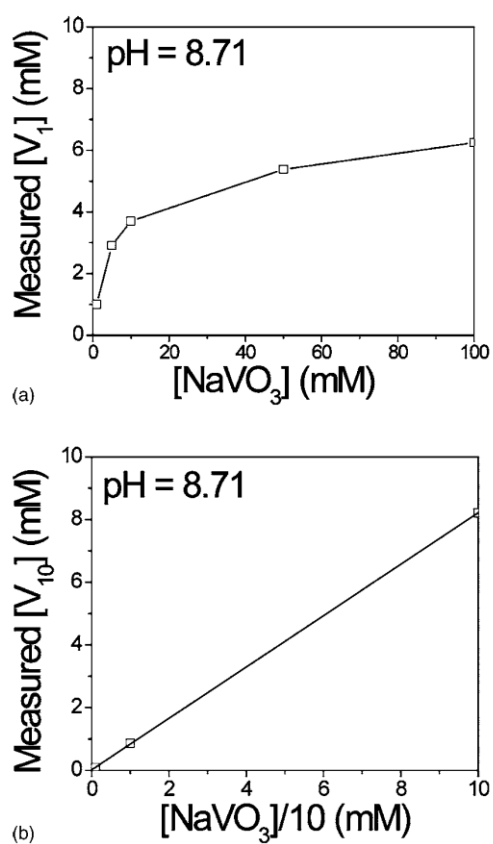 10
8
6
4
2
0
Measured [V₁] (mM)
pH = 8.71
0 20 40 60 80 100
[NaVO₃] (mM)
(a)
10
8
6
4
2
0
Measured [V₁₀] (mM)
pH = 8.71
0 2 4 6 8 10
[NaVO₃]/10 (mM)
(b)